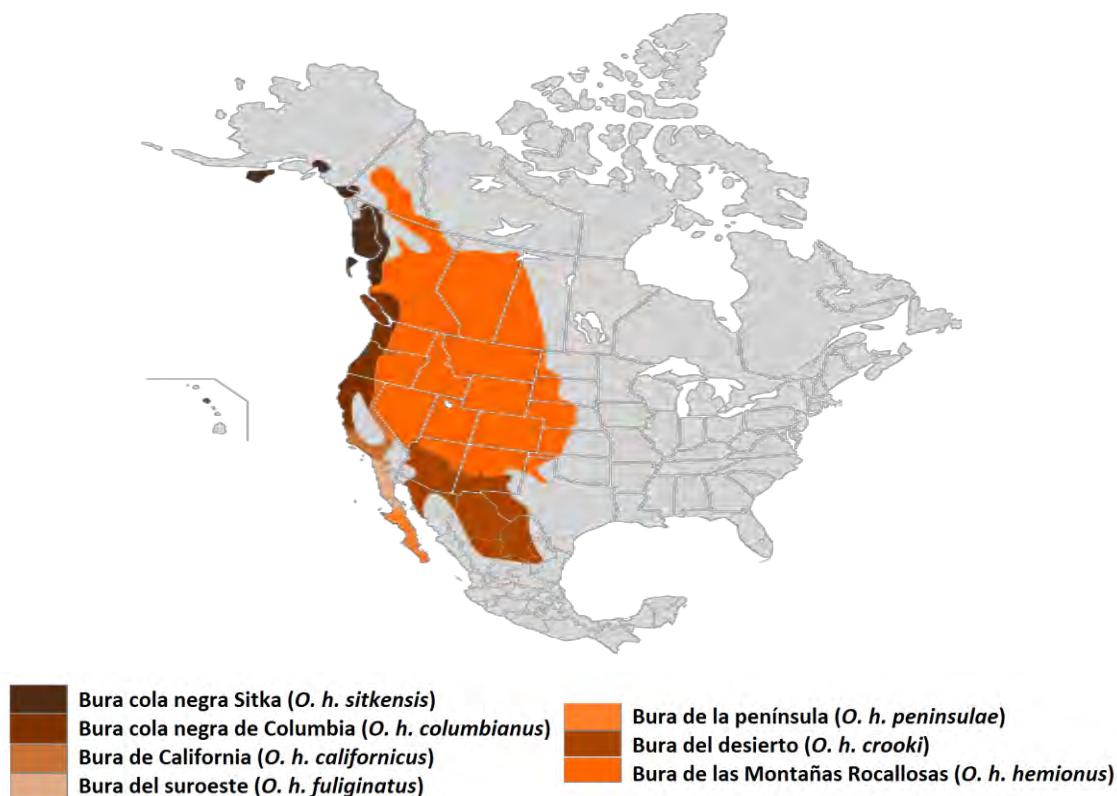 Bura cola negra Sitka (O. h. sitkensis)
Bura cola negra de Columbia (O. h. columbianus)
Bura de California (O. h. californicus)
Bura del suroeste (O. h. fuliginatus)
Bura de la península (O. h. peninsulae)
Bura del desierto (O. h. crooki)
Bura de las Montañas Rocallosas (O. h. hemionus)